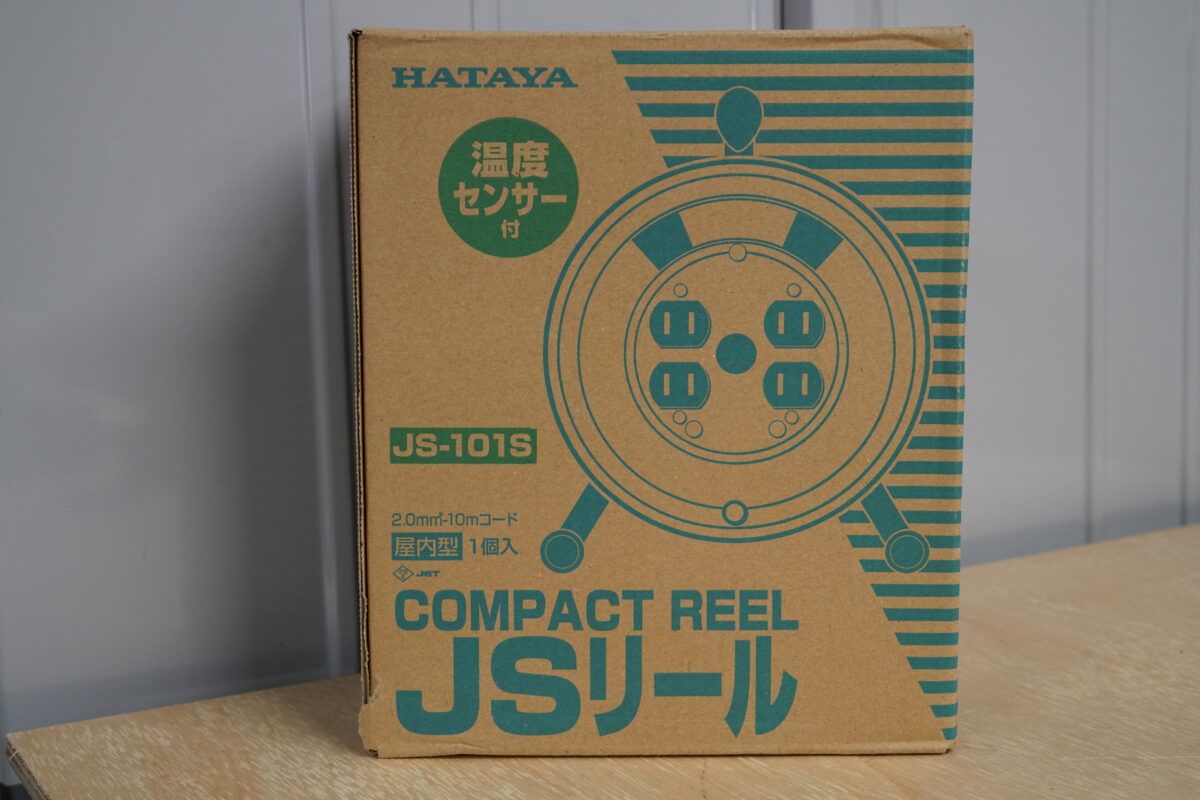 HATAYA
温度
センサー
付
JS-101S
2.0mm²-10mコード
屋内型 1個入
JET
COMPACT REEL
JSリール